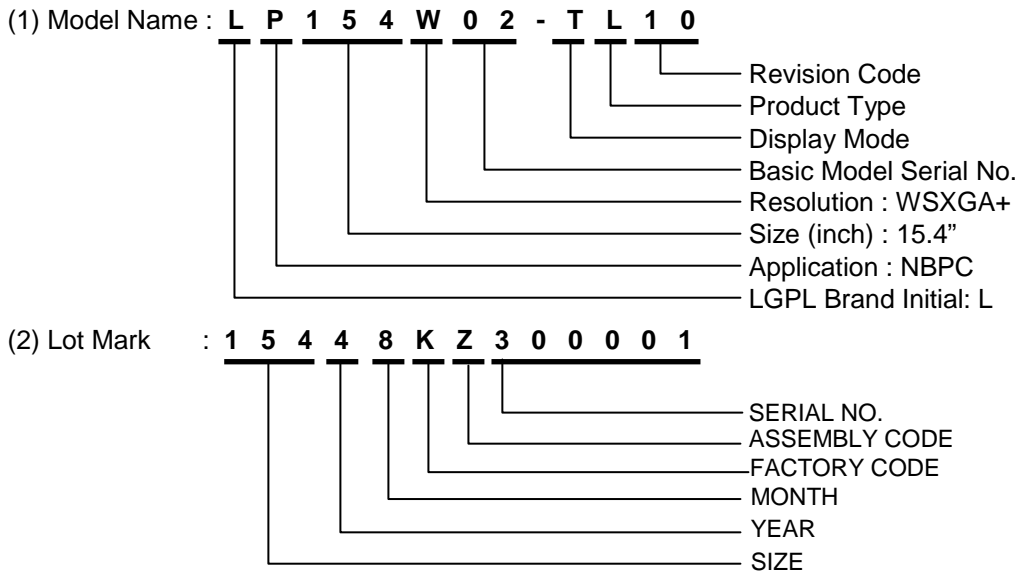 (1) Model Name : L P 1 5 4 W 0 2 - T L 1 0
Revision Code
Product Type
Display Mode
Basic Model Serial No.
Resolution : WSXGA+
Size (inch) : 15.4”
Application : NBPC
LGPL Brand Initial: L
(2) Lot Mark : 1 5 4 4 8 K Z 3 0 0 0 0 1
SERIAL NO.
ASSEMBLY CODE
FACTORY CODE
MONTH
YEAR
SIZE